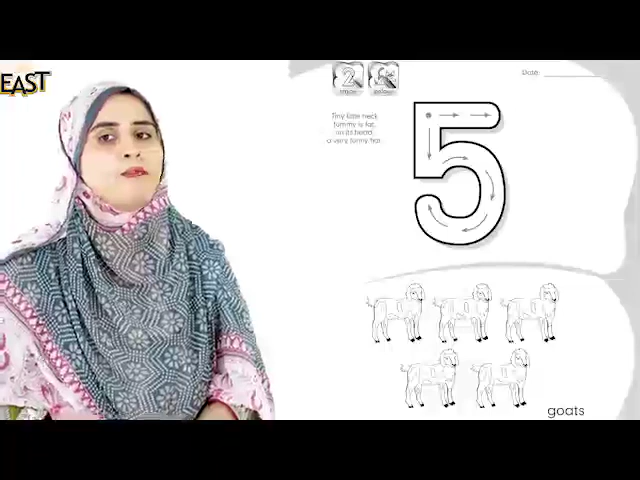 EAST
2
Date:
Tiny little neck
tummy is fat,
on its head
a very funny hat.
5
goats